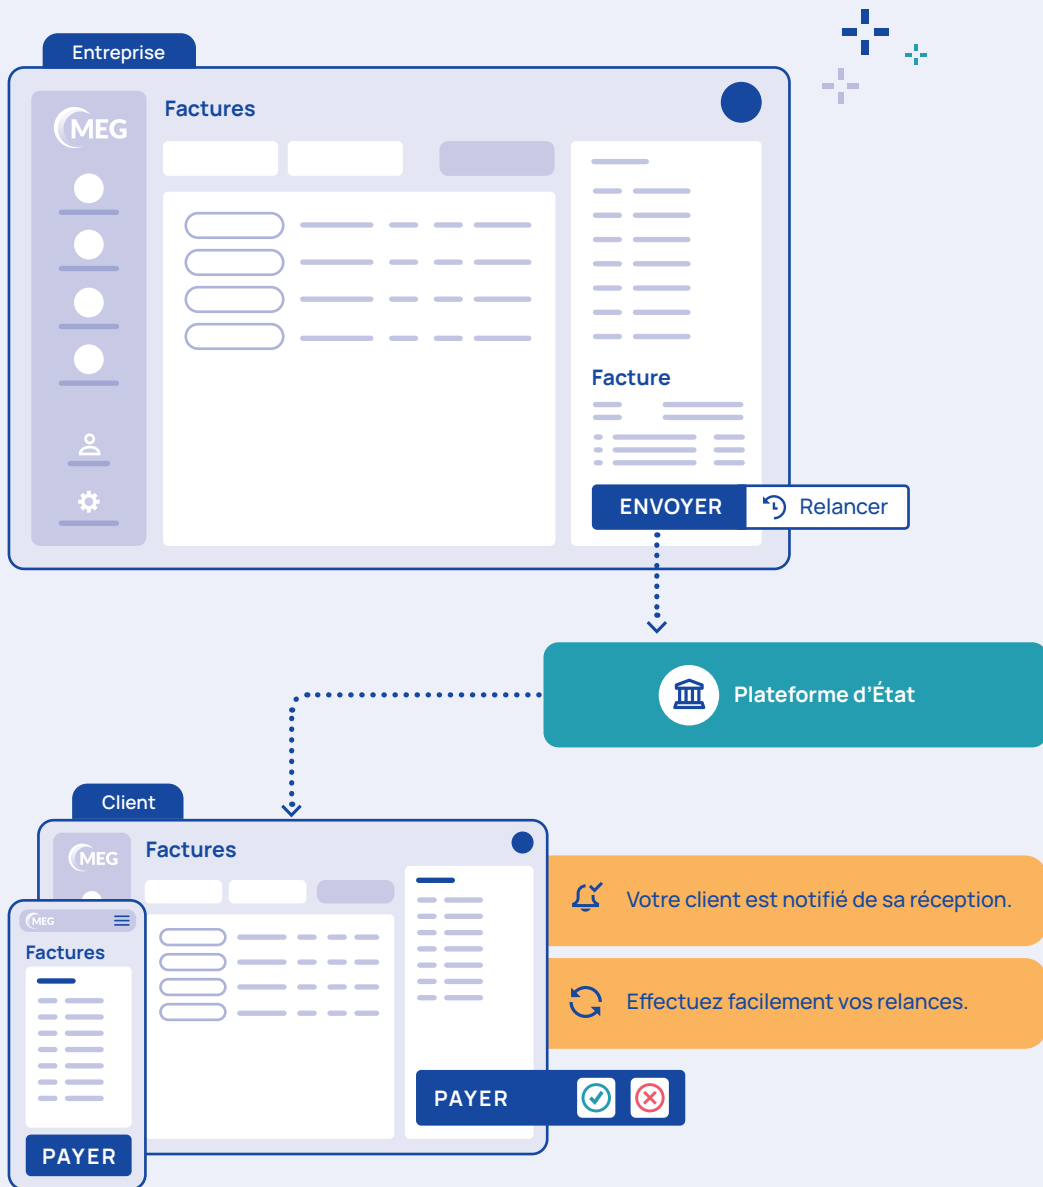 Entreprise
MEG
Factures
Facture
ENVOYER
Relancer
Plateforme d'État
Client
MEG
Factures
MEG
Factures
Votre client est notifié de sa réception.
Effectuez facilement vos relances.
PAYER
PAYER